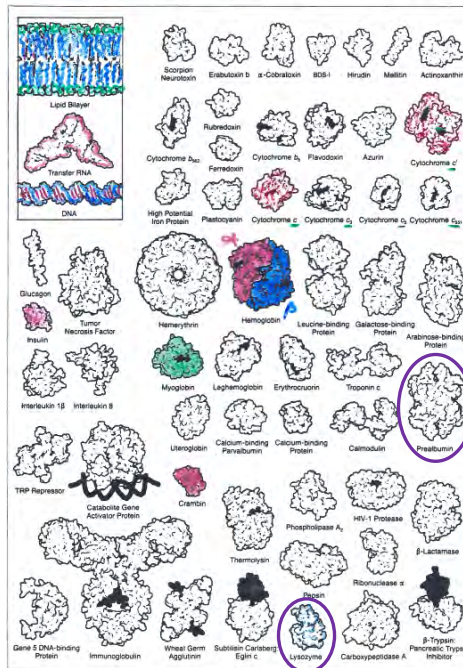 Scorpion Neurotoxin
Erabutoxin b
α-Cobratoxin
BDS-I
Hirudin
Mellitin
Actinoxanthin
Lipid Bilayer
Transfer RNA
DNA
Cytochrome b562
Rubredoxin
Ferredoxin
Cytochrome b5
Flavodoxin
Azurin
Cytochrome c'
High Potential
Iron Protein
Plastocyanin
Cytochrome c
Cytochrome c2
Cytochrome c5
Cytochrome c551
Glucagon
Insulin
Tumor
Necrosis Factor
Hemerythrin
α
Hemoglobin
β
Leucine-binding
Protein
Galactose-binding
Protein
Arabinose-binding
Protein
Interleukin 1β
Interleukin 8
Myoglobin
Leghemoglobin
Erythrocruorin
Troponin c
Uteroglobin
Calcium-binding
Parvalbumin
Calcium-binding
Protein
Calmodulin
Prealbumin
TRP Repressor
Catabolite Gene
Activator Protein
Crambin
Thermolysin
Phospholipase A2
HIV-1 Protease
β-Lactamase
Pepsin
Ribonuclease α
Gene 5 DNA-binding
Protein
Immunoglobulin
Wheat Germ
Agglutinin
Subtilisin Carlsberg:
Eglin c
Lysozyme
Carboxypeptidase A
β-Trypsin:
Pancreatic Trypsin
Inhibitor